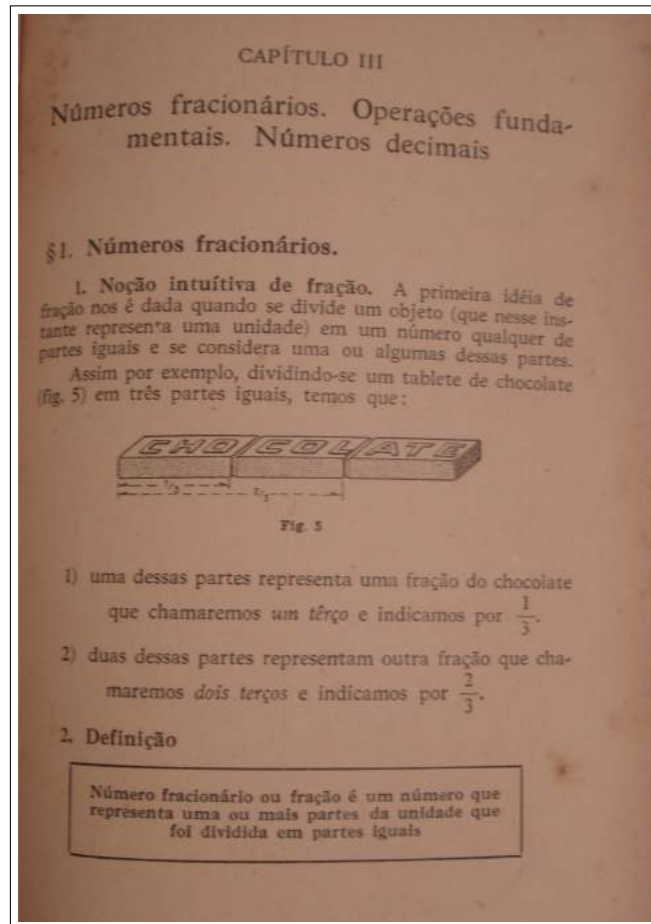 CAPÍTULO III
Números fracionários. Operações funda-
mentais. Números decimais
§1. Números fracionários.
1. Noção intuítiva de fração. A primeira idéia de
fração nos é dada quando se divide um objeto (que nesse ins-
tante representa uma unidade) em um número qualquer de
partes iguais e se considera uma ou algumas dessas partes.
Assim por exemplo, dividindo-se um tablete de chocolate
(fig. 5) em três partes iguais, temos que:
CHOCOLATE
1/3
2/3
Fig. 5
1) uma dessas partes representa uma fração do chocolate
que chamaremos um têrço e indicamos por 1/3.
2) duas dessas partes representam outra fração que cha-
maremos dois terços e indicamos por 2/3.
2. Definição
Número fracionário ou fração é um número que
representa uma ou mais partes da unidade que
foi dividida em partes iguais